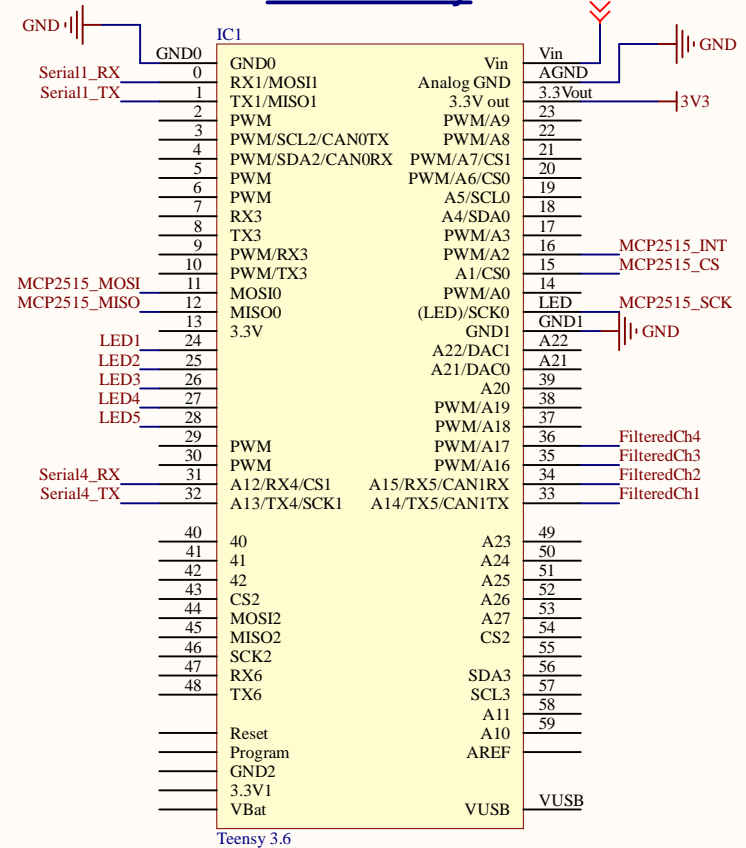 GND
IC1
GND0 GND0 Vin Vin GND
Serial1_RX 0 RX1/MOSI1 Analog GND AGND
Serial1_TX 1 TX1/MISO1 3.3V out 3.3Vout 3V3
2 PWM PWM/A9 23
3 PWM/SCL2/CAN0TX PWM/A8 22
4 PWM/SDA2/CAN0RX PWM/A7/CS1 21
5 PWM PWM/A6/CS0 20
6 PWM A5/SCL0 19
7 RX3 A4/SDA0 18
8 TX3 PWM/A3 17
9 PWM/RX3 PWM/A2 16 MCP2515_INT
10 PWM/TX3 A1/CS0 15 MCP2515_CS
MCP2515_MOSI 11 MOSI0 PWM/A0 14
MCP2515_MISO 12 MISO0 (LED)/SCK0 LED MCP2515_SCK
13 3.3V GND1 GND1 GND
LED1 24 A22/DAC1 A22
LED2 25 A21/DAC0 A21
LED3 26 A20 39
LED4 27 PWM/A19 38
LED5 28 PWM/A18 37
29 PWM PWM/A17 36 FilteredCh4
30 PWM PWM/A16 35 FilteredCh3
Serial4_RX 31 A12/RX4/CS1 A15/RX5/CAN1RX 34 FilteredCh2
Serial4_TX 32 A13/TX4/SCK1 A14/TX5/CAN1TX 33 FilteredCh1
40 40 A23 49
41 41 A24 50
42 42 A25 51
43 CS2 A26 52
44 MOSI2 A27 53
45 MISO2 CS2 54
46 SCK2 55
47 RX6 SDA3 56
48 TX6 SCL3 57
A11 58
Reset A10 59
Program AREF
GND2
3.3V1
VBat VUSB VUSB
Teensy 3.6